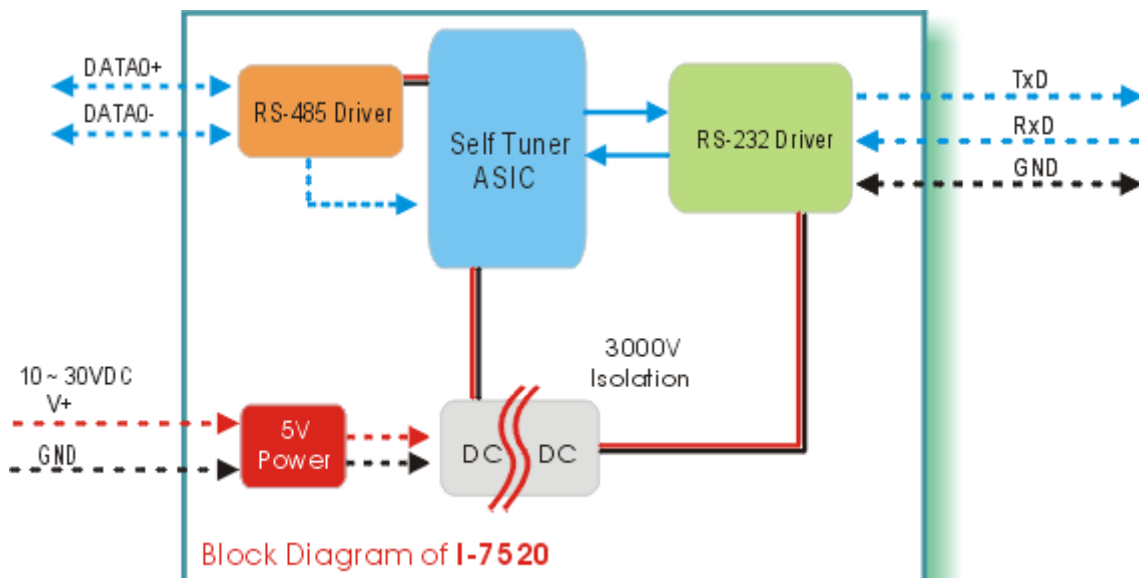 DATA0+
DATA0-
RS-485 Driver
Self Tuner
ASIC
RS-232 Driver
TxD
RxD
GND
3000V
Isolation
10 ~ 30VDC
V+
GND
5V
Power
DC
DC
Block Diagram of I-7520